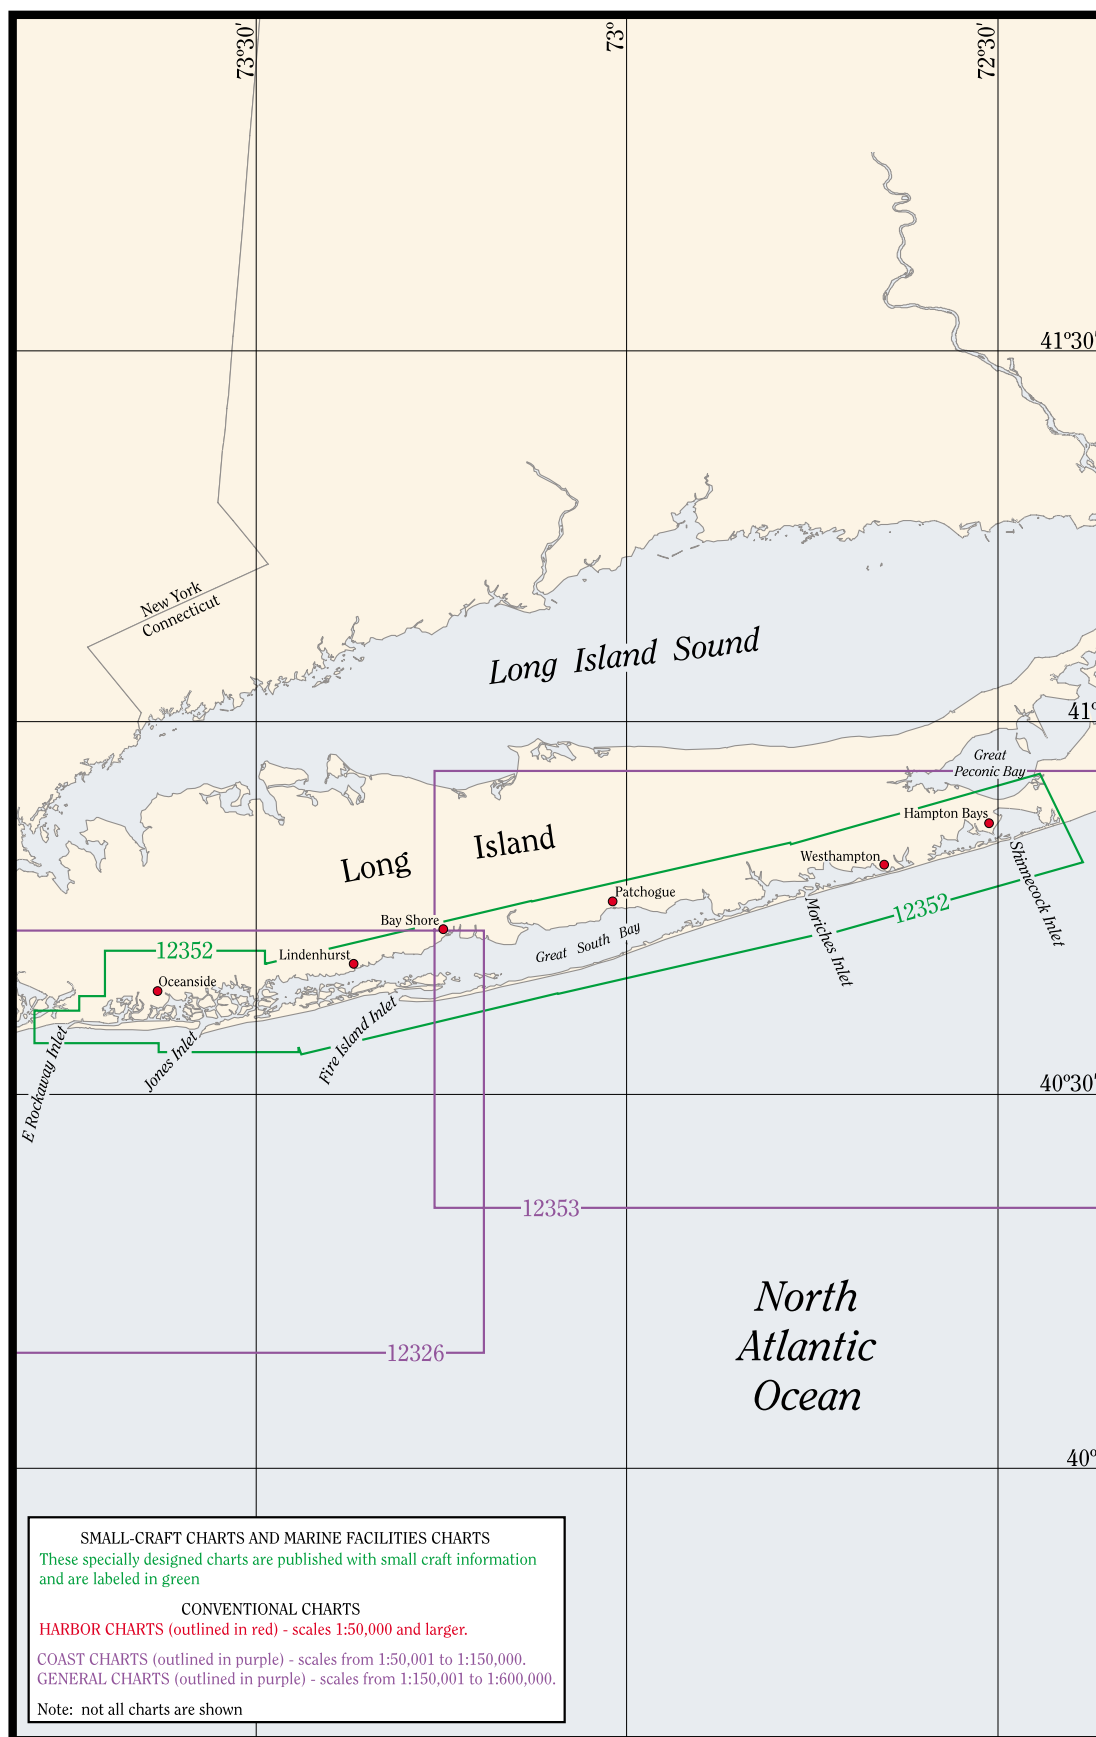 73°30'
73°
72°30'
41°30'
New York
Connecticut
Long Island Sound
41°
Great
Peconic Bay
Hampton Bays
Long Island
Westhampton
Shinnecock Inlet
Patchogue
Moriches Inlet
12352
Bay Shore
Great South Bay
12352
Lindenhurst
Oceanside
E Rockaway Inlet
Jones Inlet
Fire Island Inlet
40°30'
12353
North
Atlantic
Ocean
12326
40°
SMALL-CRAFT CHARTS AND MARINE FACILITIES CHARTS
These specially designed charts are published with small craft information
and are labeled in green
CONVENTIONAL CHARTS
HARBOR CHARTS (outlined in red) - scales 1:50,000 and larger.
COAST CHARTS (outlined in purple) - scales from 1:50,001 to 1:150,000.
GENERAL CHARTS (outlined in purple) - scales from 1:150,001 to 1:600,000.
Note: not all charts are shown